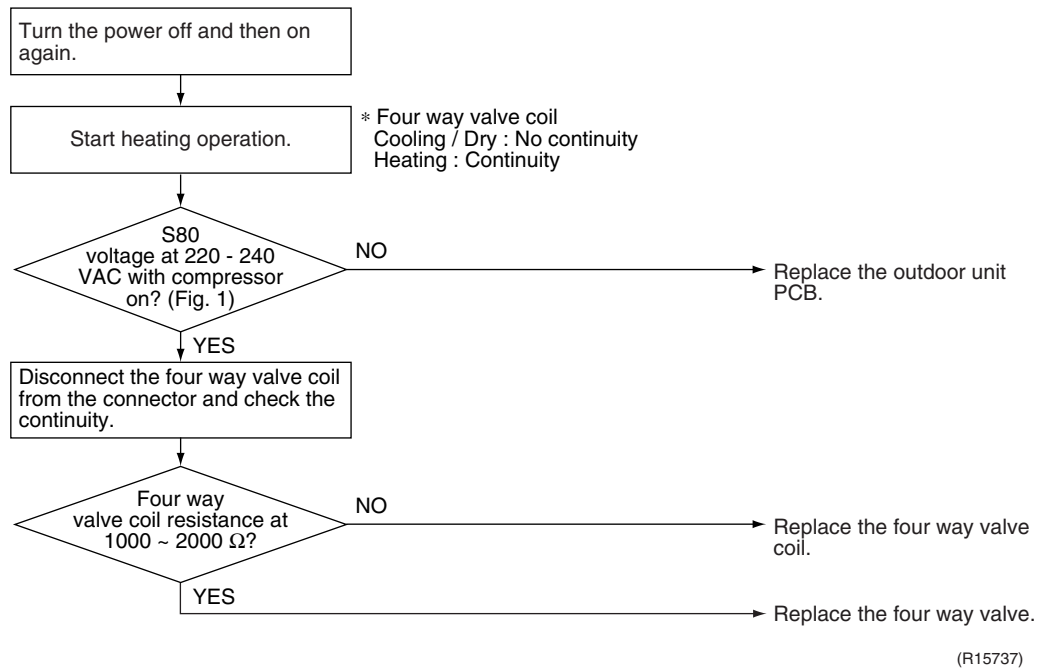 Turn the power off and then on
again.
Start heating operation.
∗ Four way valve coil
Cooling / Dry : No continuity
Heating : Continuity
S80
voltage at 220 - 240
VAC with compressor
on? (Fig. 1)
NO
Replace the outdoor unit
PCB.
YES
Disconnect the four way valve coil
from the connector and check the
continuity.
Four way
valve coil resistance at
1000 ~ 2000 Ω?
NO
Replace the four way valve
coil.
YES
Replace the four way valve.
(R15737)